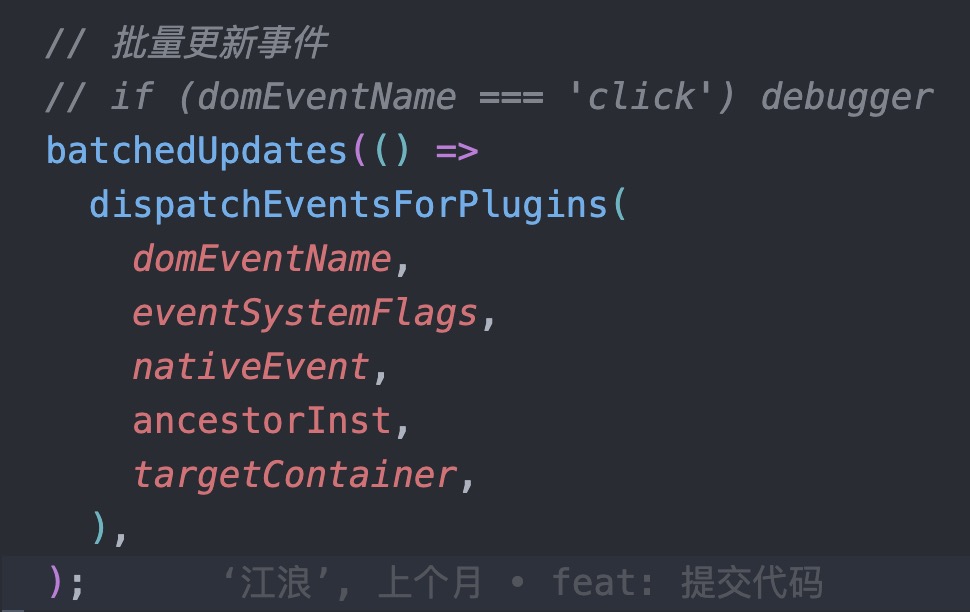 // 批量更新事件
// if (domEventName === 'click') debugger
batchedUpdates(() =>
dispatchEventsForPlugins(
domEventName,
eventSystemFlags,
nativeEvent,
ancestorInst,
targetContainer,
),
); ‘江浪’, 上个月 • feat: 提交代码